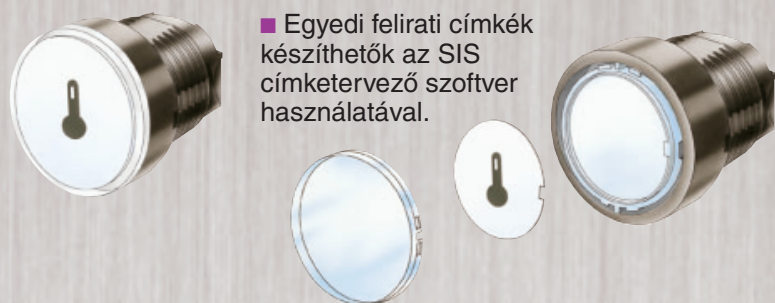 ■ Egyedi felirati címkék
készíthetők az SIS
címketervező szoftver
használatával.